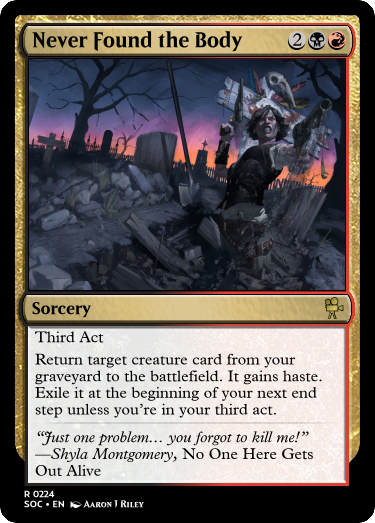 Never Found the Body 2
Sorcery
Third Act
Return target creature card from your
graveyard to the battlefield. It gains haste.
Exile it at the beginning of your next end
step unless you’re in your third act.
“Just one problem… you forgot to kill me!”
—Shyla Montgomery, No One Here Gets
Out Alive
R 0224
SOC • EN Aaron J Riley